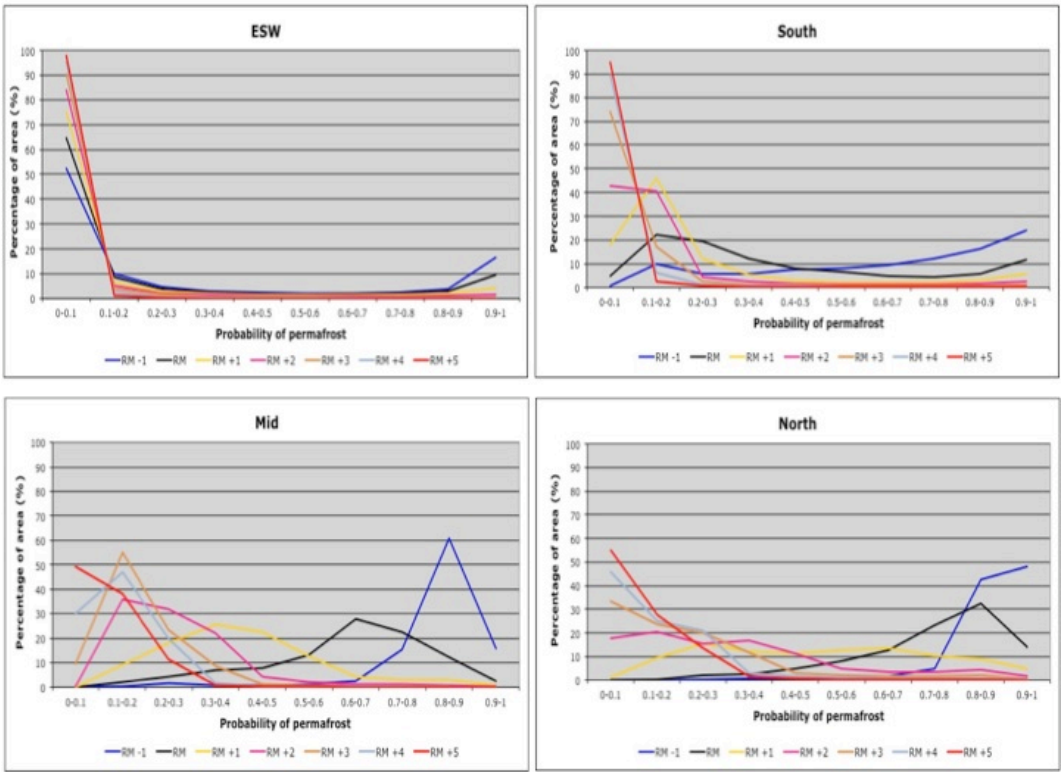 ESW
Percentage of area (%)
100
90
80
70
60
50
40
30
20
10
0
0-0.1 0.1-0.2 0.2-0.3 0.3-0.4 0.4-0.5 0.5-0.6 0.6-0.7 0.7-0.8 0.8-0.9 0.9-1
Probability of permafrost
RM -1 RM RM +1 RM +2 RM +3 RM +4 RM +5
South
Percentage of area (%)
100
90
80
70
60
50
40
30
20
10
0
0-0.1 0.1-0.2 0.2-0.3 0.3-0.4 0.4-0.5 0.5-0.6 0.6-0.7 0.7-0.8 0.8-0.9 0.9-1
Probability of permafrost
RM -1 RM RM +1 RM +2 RM +3 RM +4 RM +5
Mid
Percentage of area (%)
100
90
80
70
60
50
40
30
20
10
0
0-0.1 0.1-0.2 0.2-0.3 0.3-0.4 0.4-0.5 0.5-0.6 0.6-0.7 0.7-0.8 0.8-0.9 0.9-1
Probability of permafrost
RM -1 RM RM +1 RM +2 RM +3 RM +4 RM +5
North
Percentage of area (%)
100
90
80
70
60
50
40
30
20
10
0
0-0.1 0.1-0.2 0.2-0.3 0.3-0.4 0.4-0.5 0.5-0.6 0.6-0.7 0.7-0.8 0.8-0.9 0.9-1
Probability of permafrost
RM -1 RM RM +1 RM +2 RM +3 RM +4 RM +5